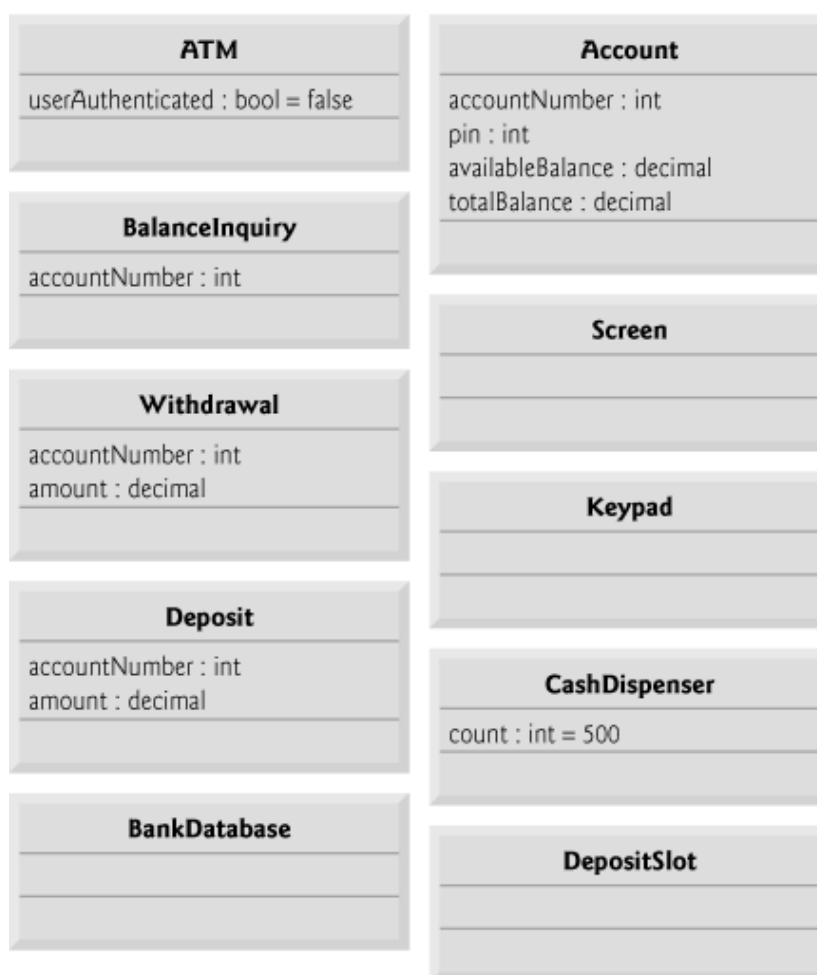 ATM
userAuthenticated : bool = false
BalanceInquiry
accountNumber : int
Withdrawal
accountNumber : int
amount : decimal
Deposit
accountNumber : int
amount : decimal
BankDatabase
Account
accountNumber : int
pin : int
availableBalance : decimal
totalBalance : decimal
Screen
Keypad
CashDispenser
count : int = 500
DepositSlot